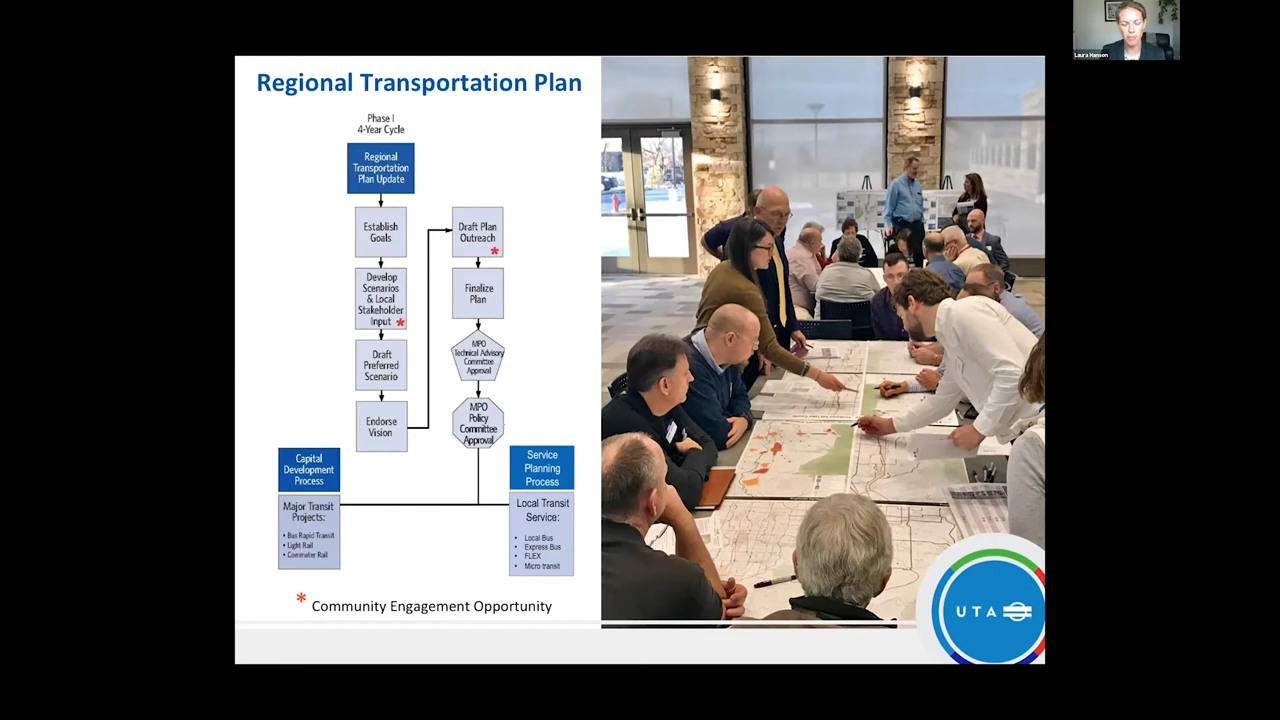 Laura Hanson
Regional Transportation Plan
Phase I
4-Year Cycle
Regional
Transportation
Plan Update
Establish
Goals
Develop
Scenarios
& Local
Stakeholder
Input *
Draft
Preferred
Scenario
Endorse
Vision
Draft Plan
Outreach
*
Finalize
Plan
MPO
Technical Advisory
Committee
Approval
MPO
Policy
Committee
Approval
Capital
Development
Process
Major Transit
Projects:
• Bus Rapid Transit
• Light Rail
• Commuter Rail
Service
Planning
Process
Local Transit
Service:
• Local Bus
• Express Bus
• FLEX
• Micro transit
* Community Engagement Opportunity
UTA